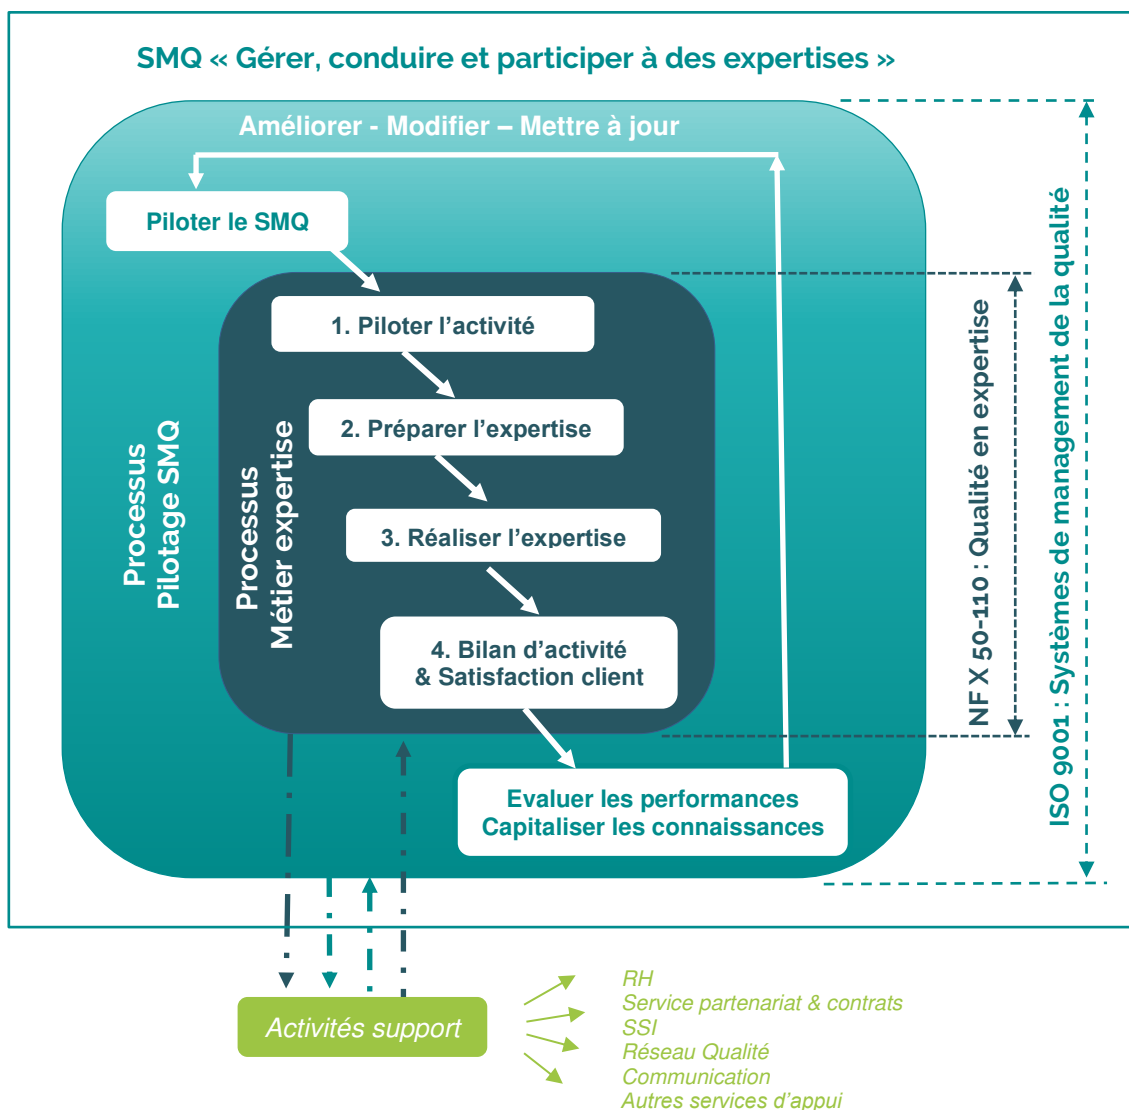 SMQ « Gérer, conduire et participer à des expertises »
Améliorer - Modifier – Mettre à jour
Piloter le SMQ
1. Piloter l’activité
2. Préparer l’expertise
3. Réaliser l’expertise
4. Bilan d’activité
& Satisfaction client
Evaluer les performances
Capitaliser les connaissances
Processus
Pilotage SMQ
Processus
Métier expertise
NF X 50-110 : Qualité en expertise
ISO 9001 : Systèmes de management de la qualité
Activités support
RH
Service partenariat & contrats
SSI
Réseau Qualité
Communication
Autres services d’appui